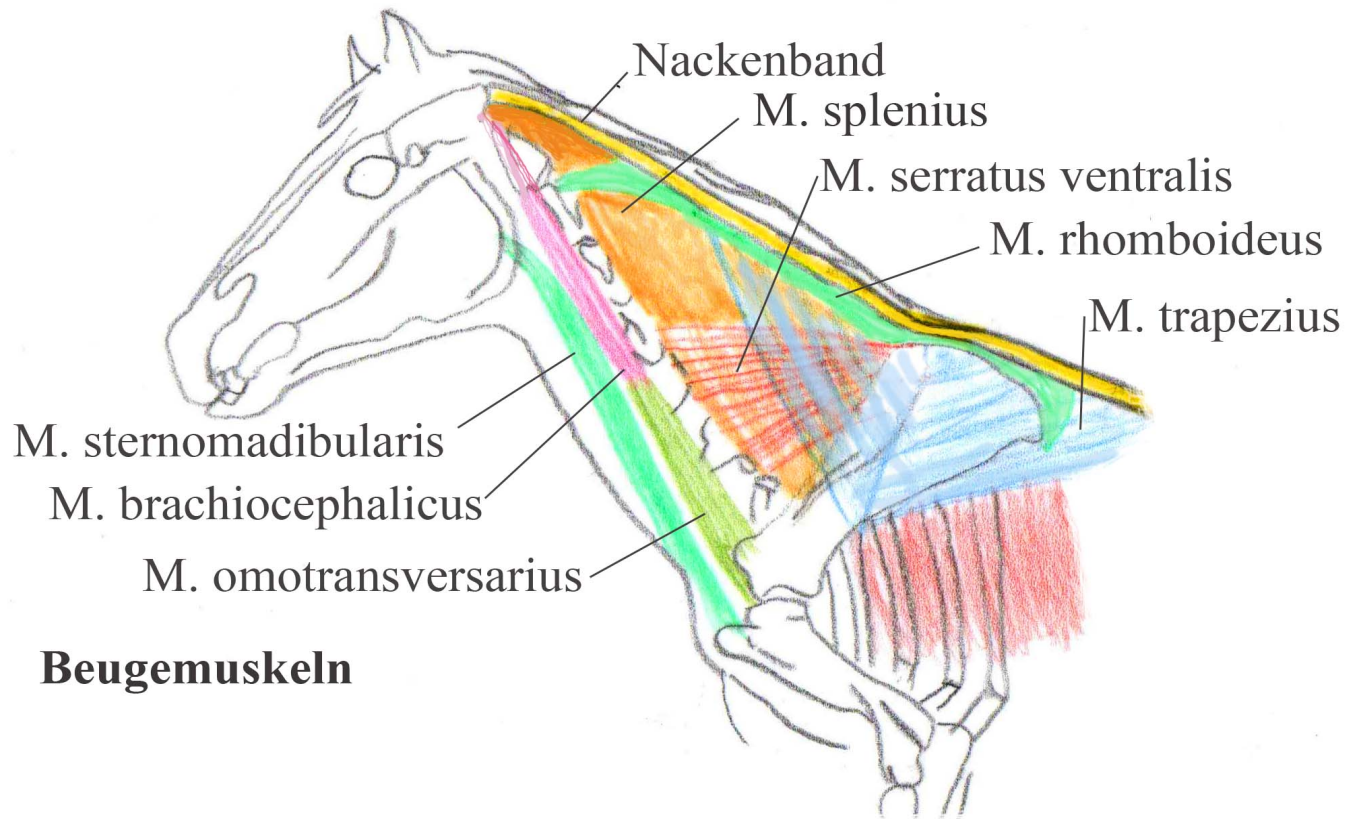 Nackenband
M. splenius
M. serratus ventralis
M. rhomboideus
M. trapezius
M. sternomadibularis
M. brachiocephalicus
M. omotransversarius
Beugemuskeln